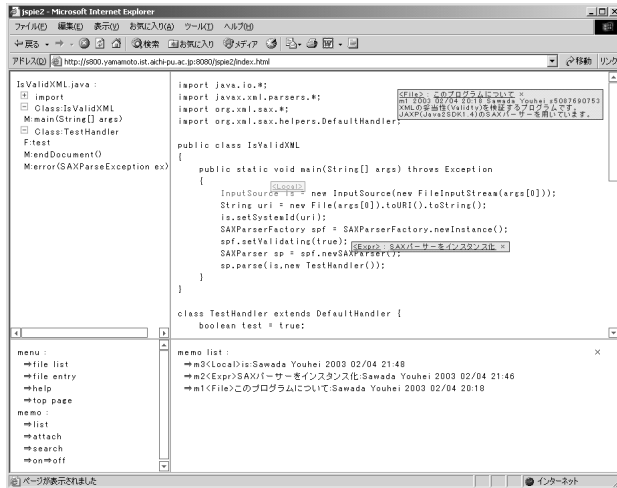 jspie2 - Microsoft Internet Explorer
ファイル(F) 編集(E) 表示(V) お気に入り(A) ツール(T) ヘルプ(H)
戻る 検索 お気に入り メディア
アドレス(D) http://s800.yamamoto.ist.aichi-pu.ac.jp:8080/jspie2/index.html 移動 リンク
IsValidXML.java :
import
Class:IsValidXML
M:main(String[] args)
Class:TestHandler
F:test
M:endDocument()
M:error(SAXParseException ex)
import java.io.*;
import javax.xml.parsers.*;
import org.xml.sax.*;
import org.xml.sax.helpers.DefaultHandler;
<File> : このプログラムについて ×
m1 2003 02/04 20:18 Sawada Youhei
XMLの妥当性(Validty)を検証するプログラムです。
JAXP(Java2SDK1.4)のSAXパーサーを用いています。
public class IsValidXML
{
public static void main(String[] args) throws Exception
{
<Local>
InputSource is = new InputSource(new FileInputStream(args[0]));
String uri = new File(args[0]).toURI().toString();
is.setSystemId(uri);
SAXParserFactory spf = SAXParserFactory.newInstance();
spf.setValidating(true);
<Expr> : SAXパーサーをインスタンス化 ×
SAXParser sp = spf.newSAXParser();
sp.parse(is,new TestHandler());
}
}
class TestHandler extends DefaultHandler {
boolean test = true;
menu :
⇒file list
⇒file entry
⇒help
⇒top page
memo :
⇒list
⇒attach
⇒search
⇒on⇒off
memo list : ×
⇒m3<Local>is:Sawada Youhei 2003 02/04 21:48
⇒m2<Expr>SAXパーサーをインスタンス化:Sawada Youhei 2003 02/04 21:46
⇒m1<File>このプログラムについて:Sawada Youhei 2003 02/04 20:18
ページが表示されました インターネット